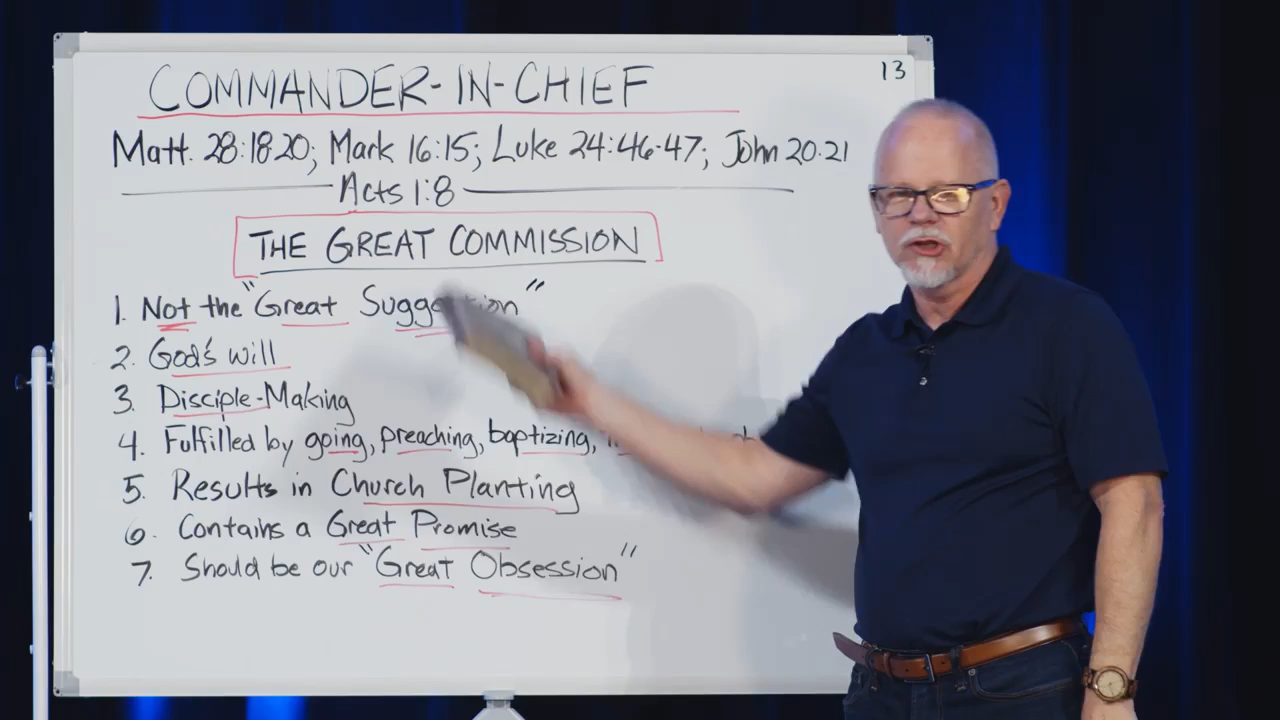 13
COMMANDER-IN-CHIEF
Matt. 28:18-20; Mark 16:15; Luke 24:46-47; John 20:21
Acts 1:8
THE GREAT COMMISSION
1. Not the "Great Suggestion"
2. God's will
3. Disciple-Making
4. Fulfilled by going, preaching, baptizing,
5. Results in Church Planting
6. Contains a Great Promise
7. Should be our "Great Obsession"